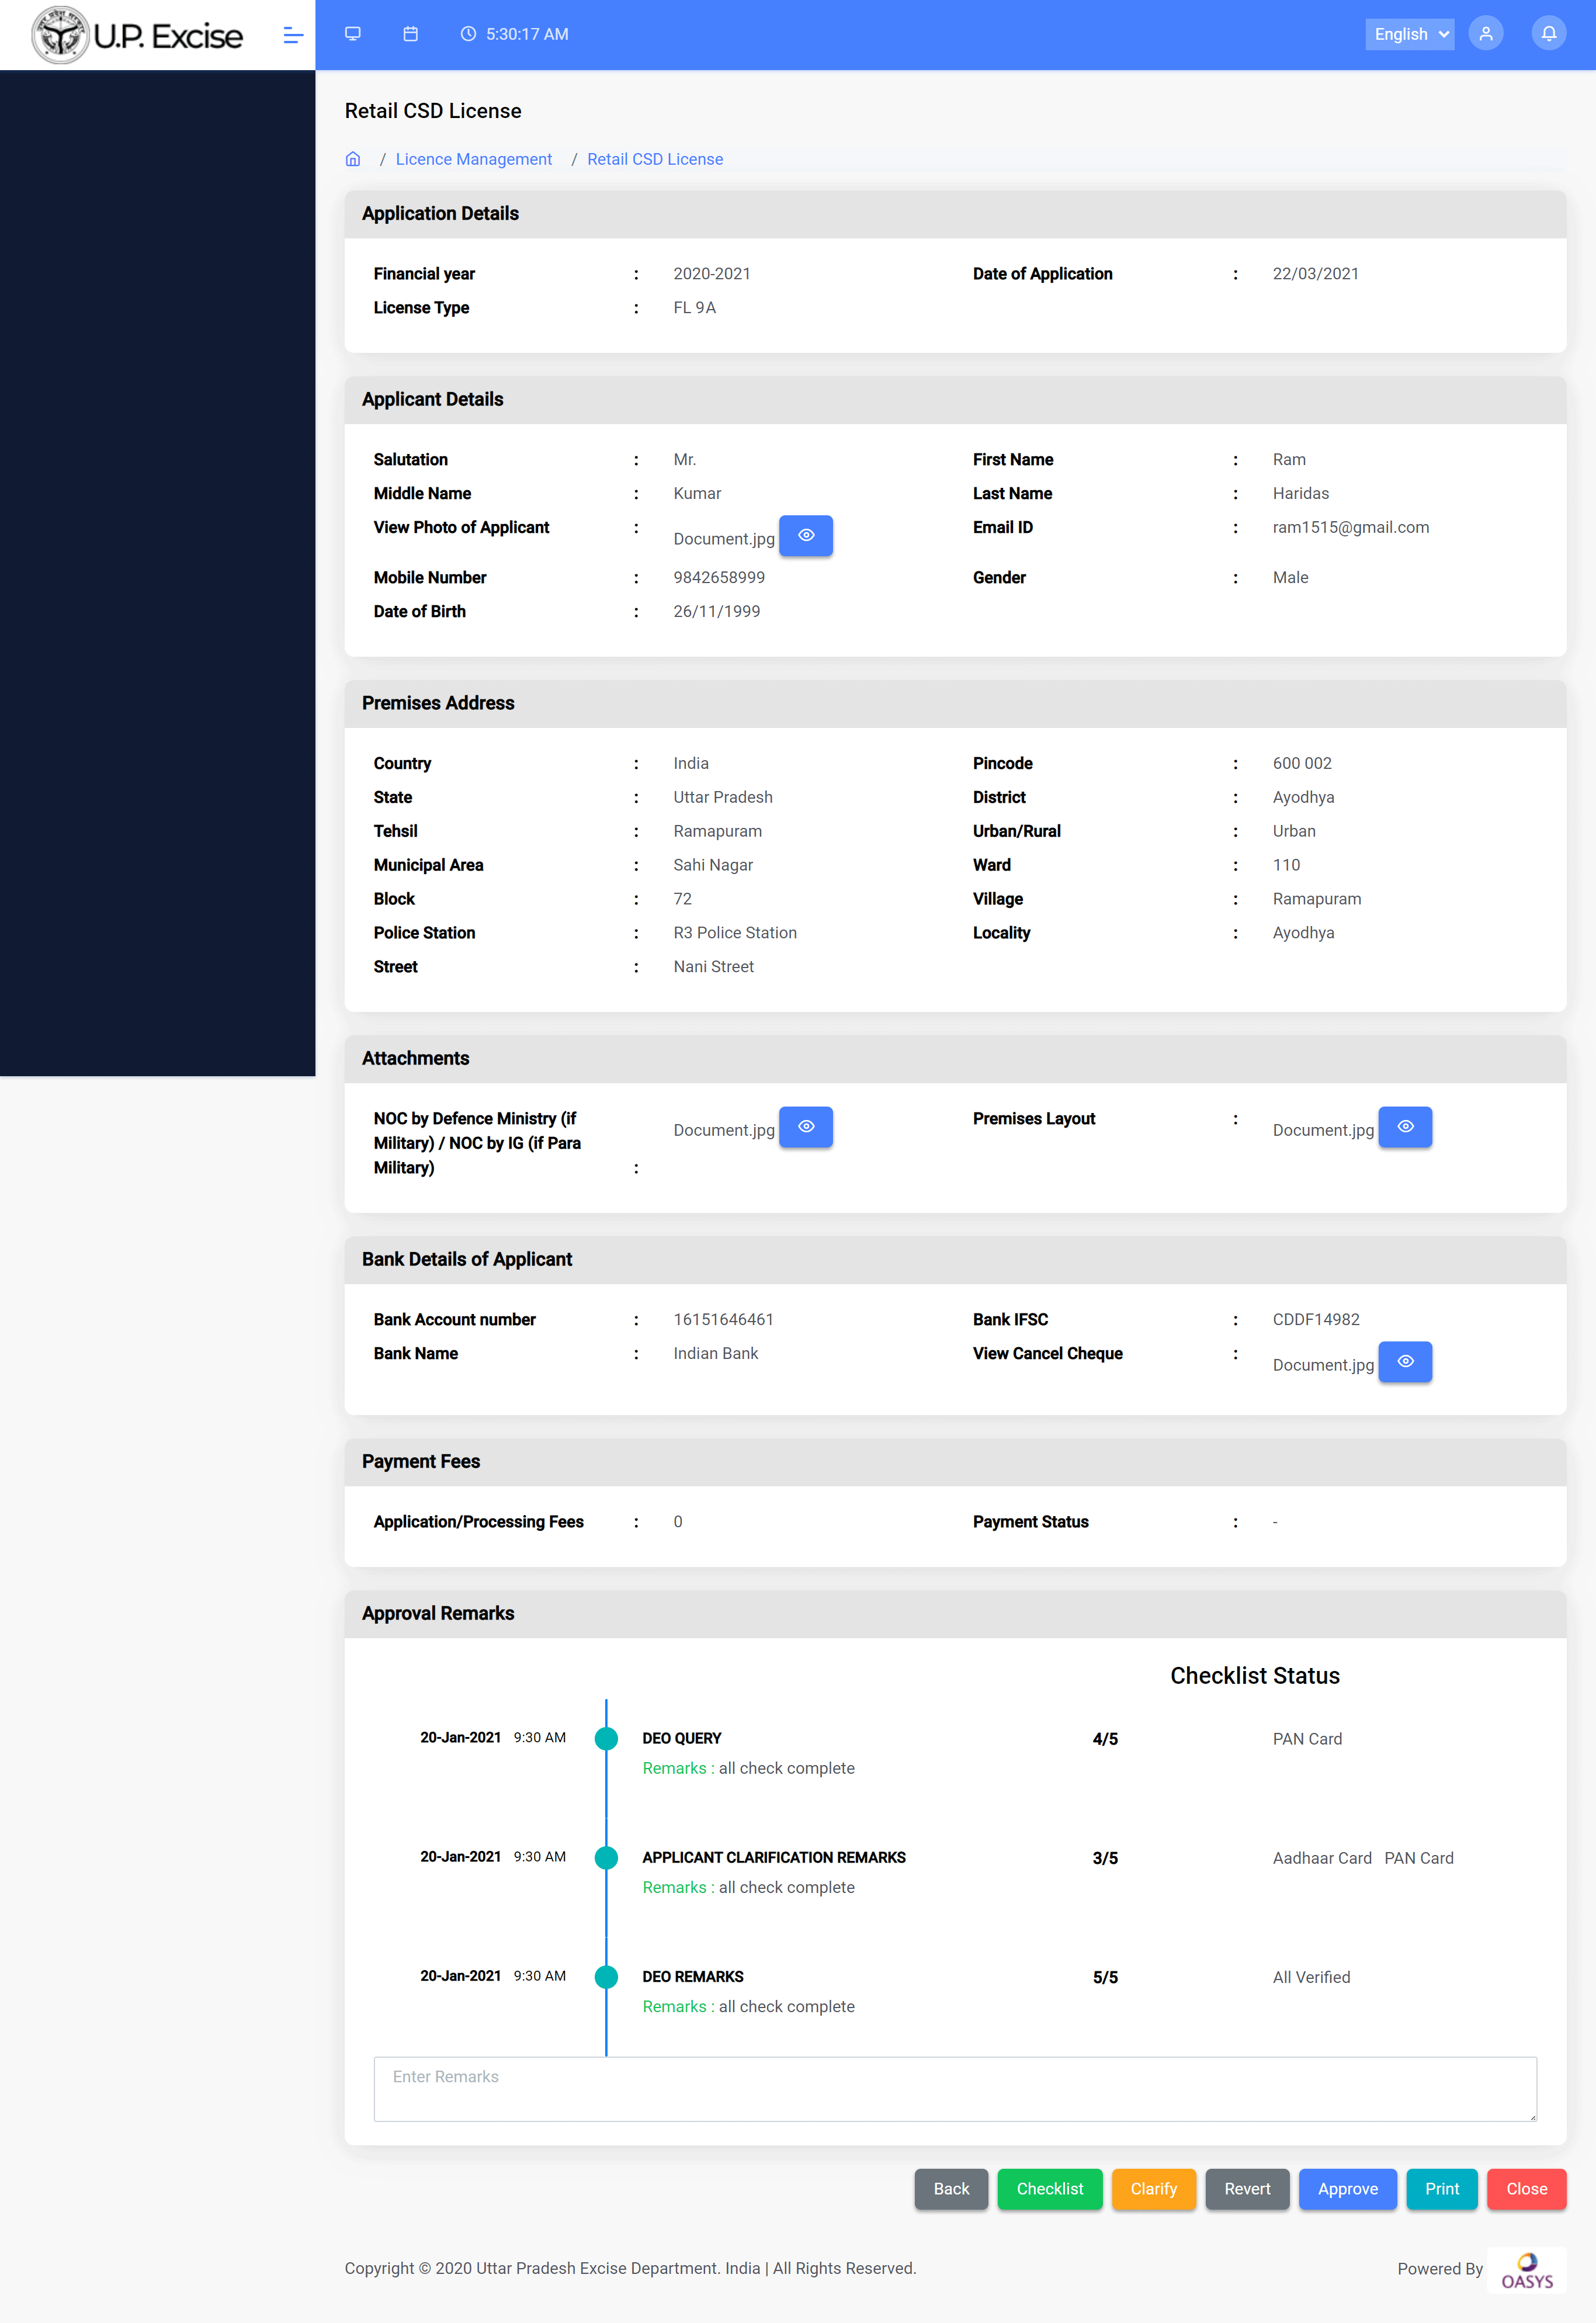 U.P. Excise
5:30:17 AM
English
Retail CSD License
/ Licence Management / Retail CSD License
Application Details
Financial year : 2020-2021 Date of Application : 22/03/2021
License Type : FL 9A
Applicant Details
Salutation : Mr. First Name : Ram
Middle Name : Kumar Last Name : Haridas
View Photo of Applicant : Document.jpg Email ID : ram1515@gmail.com
Mobile Number : 9842658999 Gender : Male
Date of Birth : 26/11/1999
Premises Address
Country : India Pincode : 600 002
State : Uttar Pradesh District : Ayodhya
Tehsil : Ramapuram Urban/Rural : Urban
Municipal Area : Sahi Nagar Ward : 110
Block : 72 Village : Ramapuram
Police Station : R3 Police Station Locality : Ayodhya
Street : Nani Street
Attachments
NOC by Defence Ministry (if Document.jpg Premises Layout : Document.jpg
Military) / NOC by IG (if Para
Military) :
Bank Details of Applicant
Bank Account number : 16151646461 Bank IFSC : CDDF14982
Bank Name : Indian Bank View Cancel Cheque : Document.jpg
Payment Fees
Application/Processing Fees : 0 Payment Status : -
Approval Remarks
Checklist Status
20-Jan-2021 9:30 AM DEO QUERY 4/5 PAN Card
Remarks : all check complete
20-Jan-2021 9:30 AM APPLICANT CLARIFICATION REMARKS 3/5 Aadhaar Card PAN Card
Remarks : all check complete
20-Jan-2021 9:30 AM DEO REMARKS 5/5 All Verified
Remarks : all check complete
Enter Remarks
Back Checklist Clarify Revert Approve Print Close
Copyright © 2020 Uttar Pradesh Excise Department. India | All Rights Reserved. Powered By OASYS